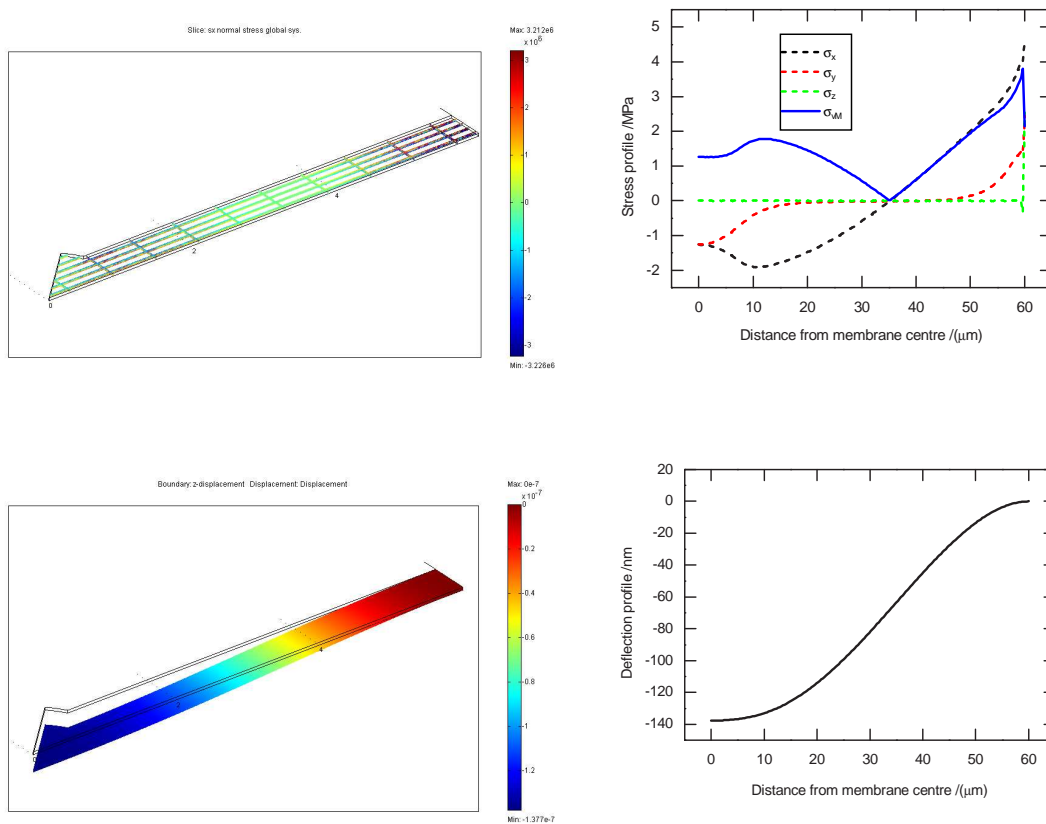 Slice: sx normal stress global sys.
Max: 3.212e6
x 10⁶
3
2
1
0
-1
-2
-3
Min: -3.226e6
0
2
4
Stress profile /MPa
5
4
3
2
1
0
-1
-2
σx
σy
σz
σvM
0 10 20 30 40 50 60
Distance from membrane centre /(μm)
Boundary: z-displacement Displacement: Displacement
Max: 0e-7
x 10⁻⁷
0
-0.2
-0.4
-0.6
-0.8
-1
-1.2
Min: -1.377e-7
0
2
4
Deflection profile /nm
20
0
-20
-40
-60
-80
-100
-120
-140
0 10 20 30 40 50 60
Distance from membrane centre /(μm)